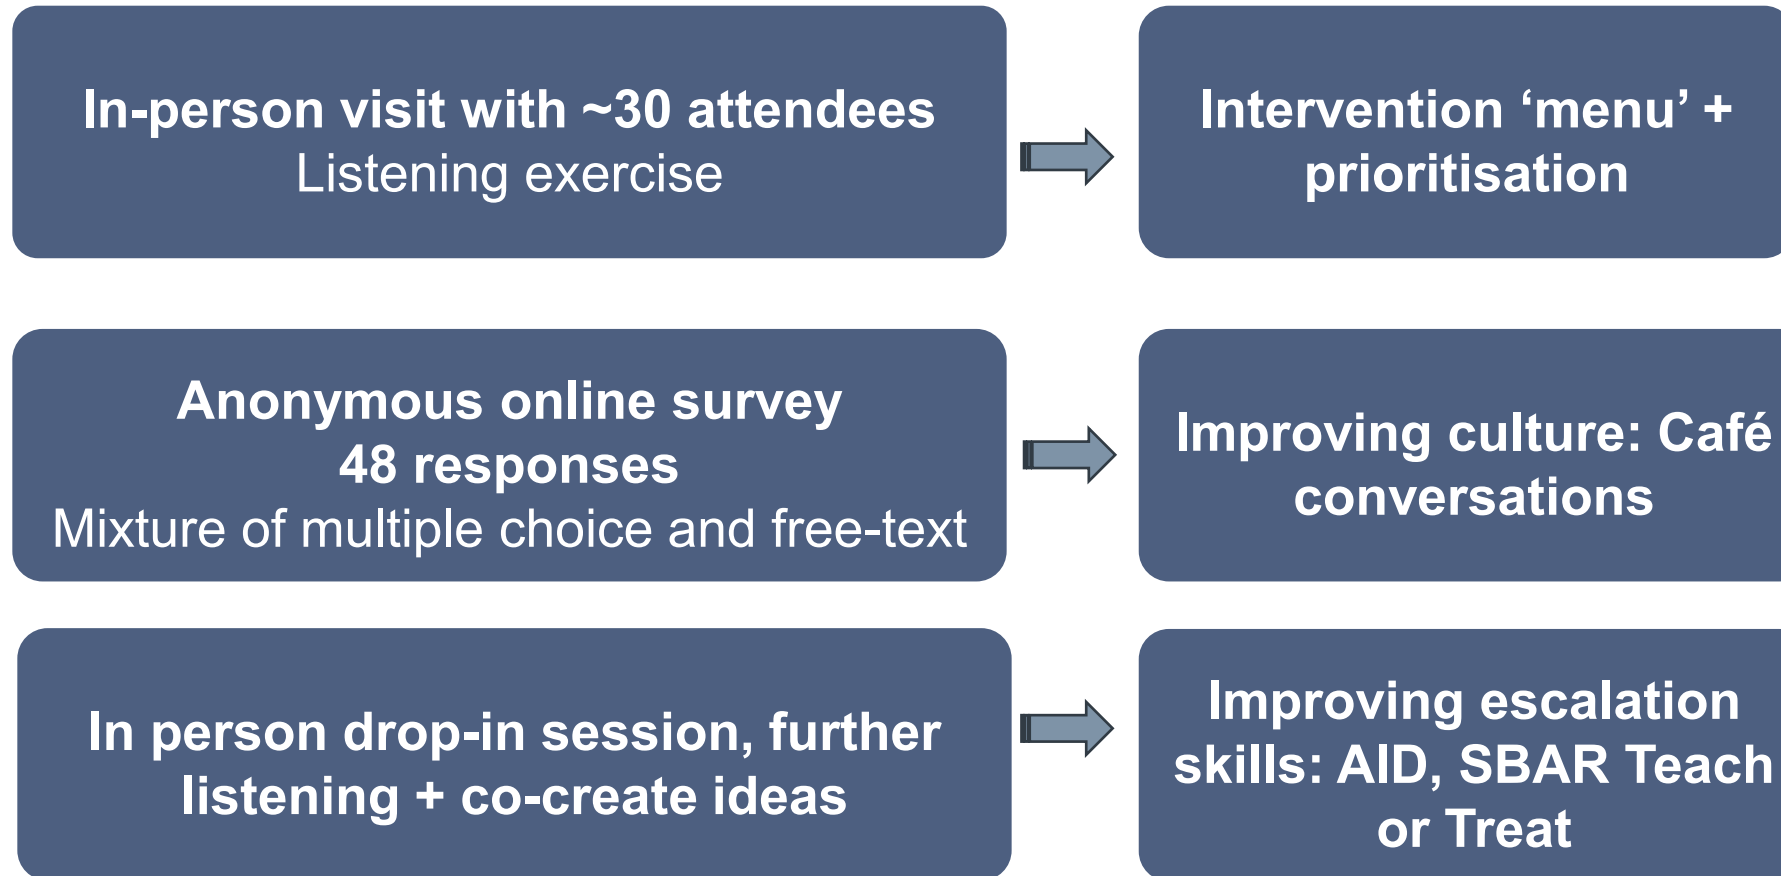 In-person visit with ~30 attendees
Listening exercise
Intervention ‘menu’ +
prioritisation
Anonymous online survey
48 responses
Mixture of multiple choice and free-text
Improving culture: Café
conversations
In person drop-in session, further
listening + co-create ideas
Improving escalation
skills: AID, SBAR Teach
or Treat